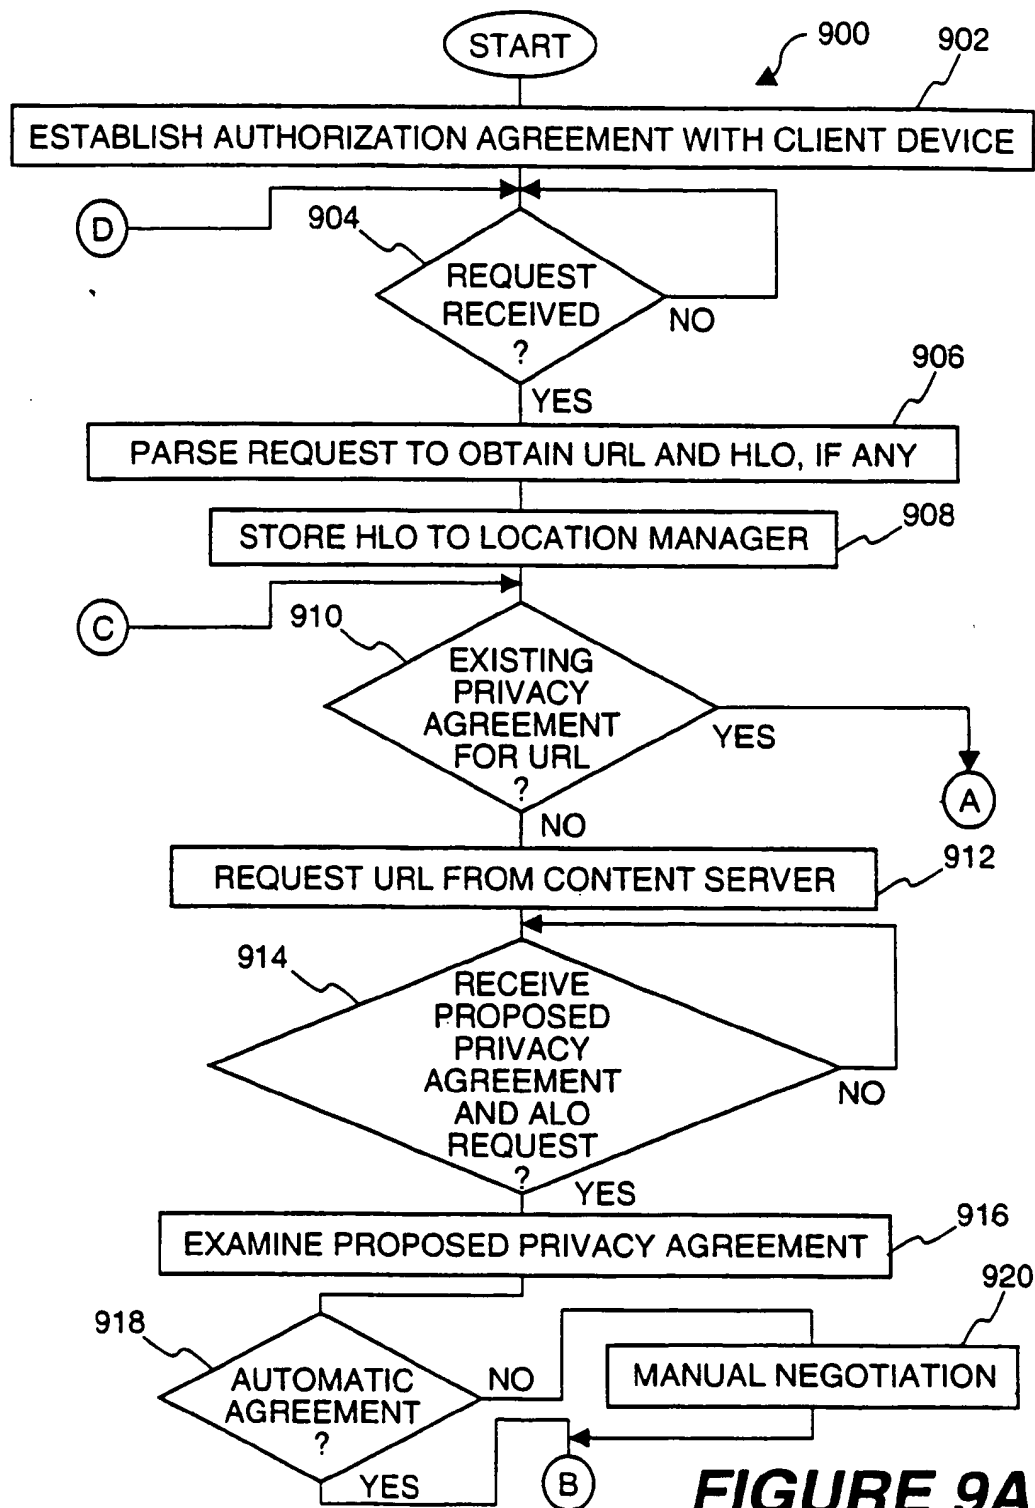 START
900
902
ESTABLISH AUTHORIZATION AGREEMENT WITH CLIENT DEVICE
D
904
REQUEST
RECEIVED
?
NO
YES
906
PARSE REQUEST TO OBTAIN URL AND HLO, IF ANY
908
STORE HLO TO LOCATION MANAGER
C
910
EXISTING
PRIVACY
AGREEMENT
FOR URL
?
YES
A
NO
912
REQUEST URL FROM CONTENT SERVER
914
RECEIVE
PROPOSED
PRIVACY
AGREEMENT
AND ALO
REQUEST
?
NO
YES
916
EXAMINE PROPOSED PRIVACY AGREEMENT
918
920
AUTOMATIC
AGREEMENT
?
NO
MANUAL NEGOTIATION
YES
B
FIGURE 9A